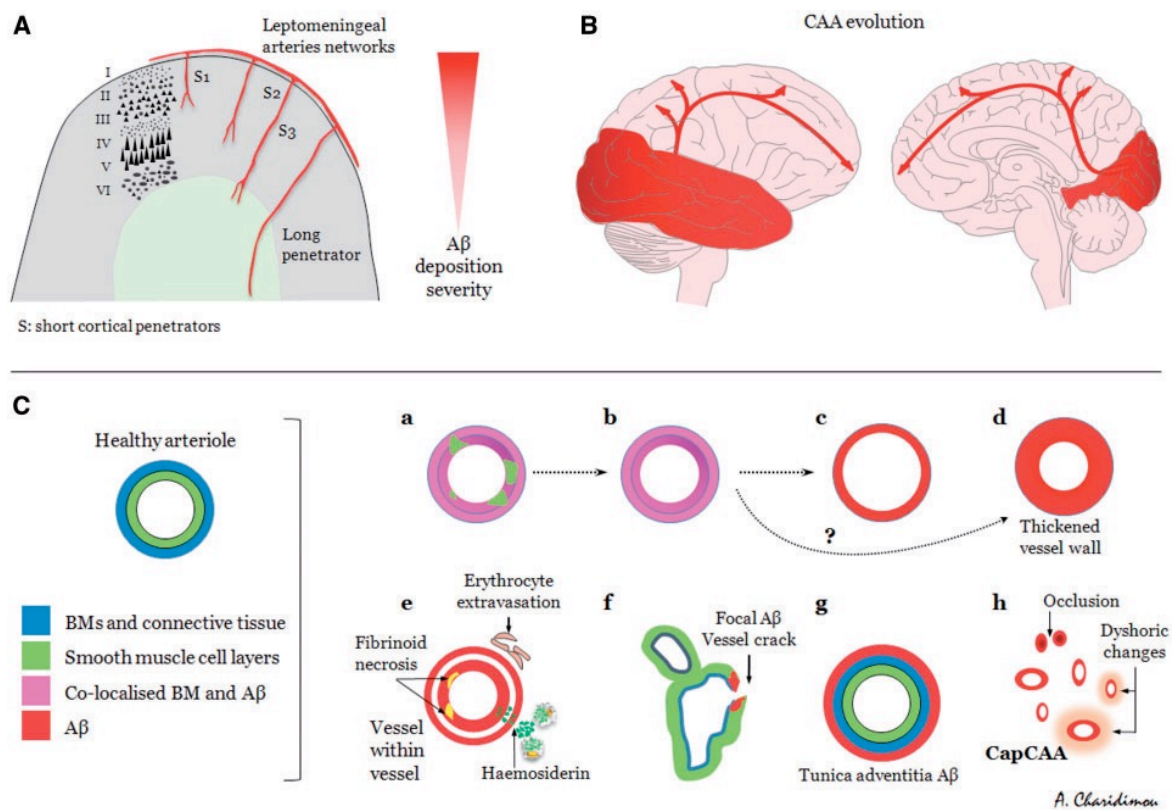 A
Leptomeningeal
arteries networks
I
II
III
IV
V
VI
S1
S2
S3
Long
penetrator
Aβ
deposition
severity
S: short cortical penetrators
B
CAA evolution
C
Healthy arteriole
BMs and connective tissue
Smooth muscle cell layers
Co-localised BM and Aβ
Aβ
a
b
c
d
?
Thickened
vessel wall
e
Erythrocyte
extravasation
Fibrinoid
necrosis
Vessel
within
vessel
Haemosiderin
f
Focal Aβ
Vessel crack
g
Tunica adventitia Aβ
h
Occlusion
Dyshoric
changes
CapCAA
A. Charidimou